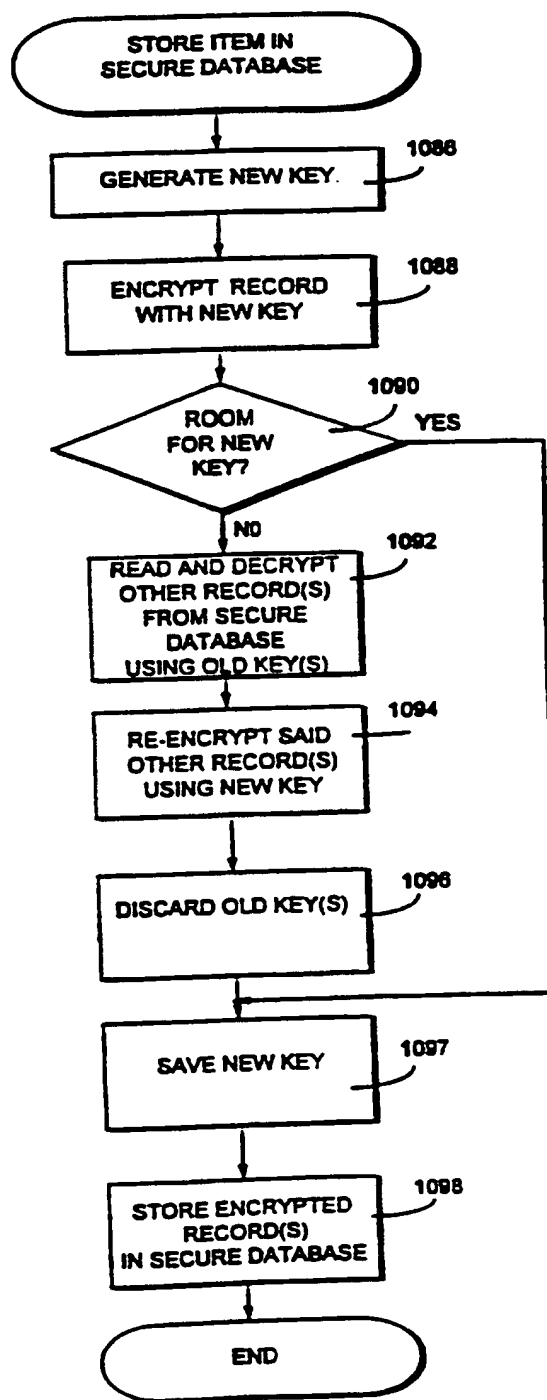 STORE ITEM IN
SECURE DATABASE
1086
GENERATE NEW KEY.
1088
ENCRYPT RECORD
WITH NEW KEY
1090
YES
ROOM
FOR NEW
KEY?
NO
1092
READ AND DECRYPT
OTHER RECORD(S)
FROM SECURE
DATABASE
USING OLD KEY(S)
1094
RE-ENCRYPT SAID
OTHER RECORD(S)
USING NEW KEY
1096
DISCARD OLD KEY(S)
SAVE NEW KEY
1097
1098
STORE ENCRYPTED
RECORD(S)
IN SECURE DATABASE
END